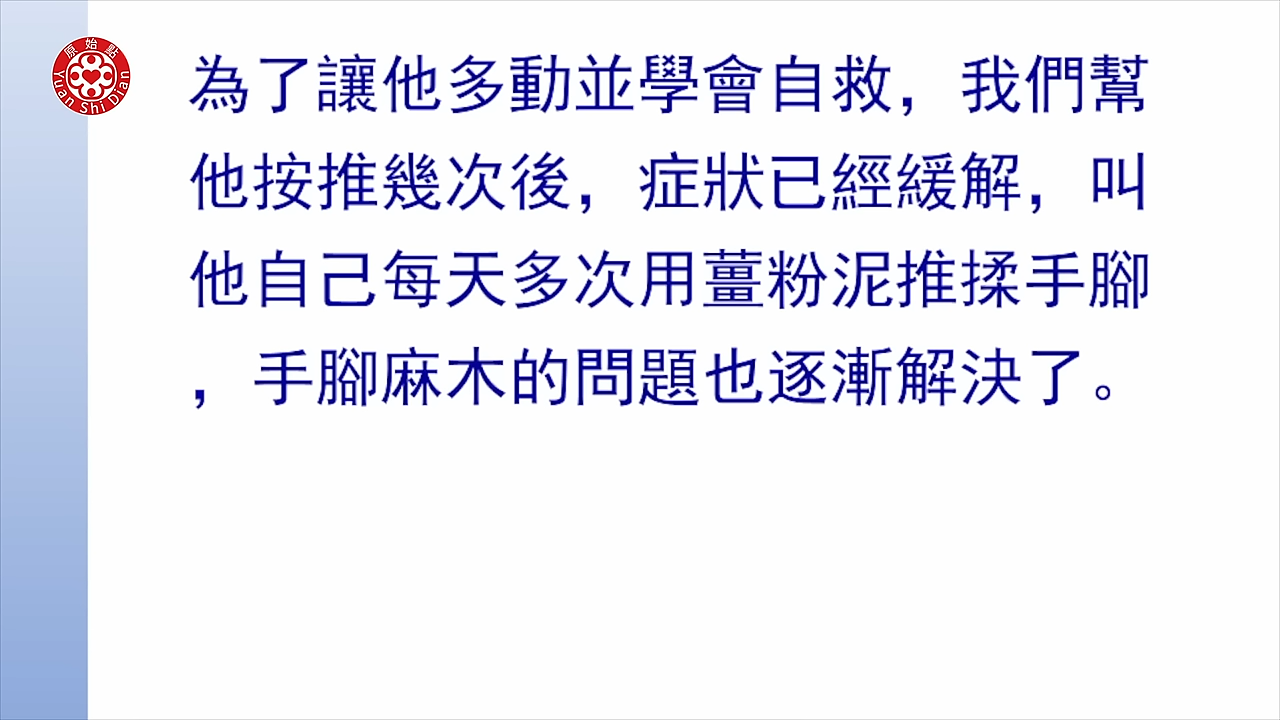 原始點
Yuan Shi Dian
為了讓他多動並學會自救，我們幫
他按推幾次後，症狀已經緩解，叫
他自己每天多次用薑粉泥推揉手腳
，手腳麻木的問題也逐漸解決了。